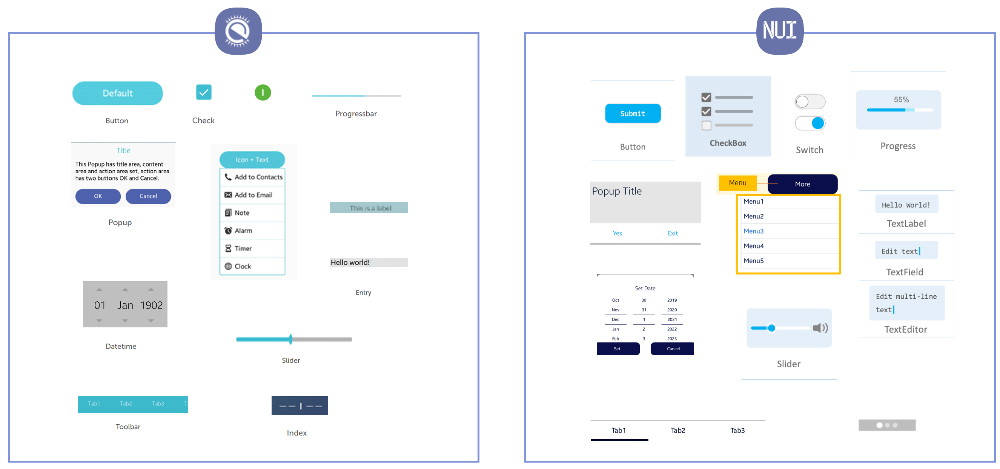 NUI
Default
Button
Check
Progressbar
Title
This Popup has title area, content
area and action area set, action area
has two buttons OK and Cancel.
OK
Cancel
Popup
Icon + Text
Add to Contacts
Add to Email
Note
Alarm
Timer
Clock
This is a label
Hello world!
Entry
01
Jan
1902
Datetime
Slider
Tab1
Tab2
Tab3
T
Toolbar
Index
Submit
Button
CheckBox
Switch
55%
Progress
Popup Title
Yes
Exit
Menu
More
Menu1
Menu2
Menu3
Menu4
Menu5
Hello World!
TextLabel
Edit text
TextField
Edit multi-line
text
TextEditor
Set Date
Oct 30 2019
Nov 31 2020
Dec 1 2021
Jan 2 2022
Feb 3 2023
Set
Cancel
Slider
Tab1
Tab2
Tab3